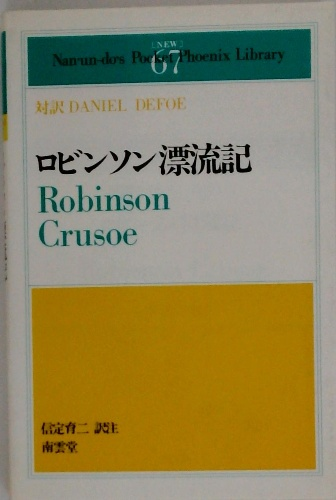 [NEW]
67
Nan'un-do's Pocket Phoenix Library
対訳 DANIEL DEFOE
ロビンソン漂流記
Robinson
Crusoe
信定育二 訳注
南雲堂